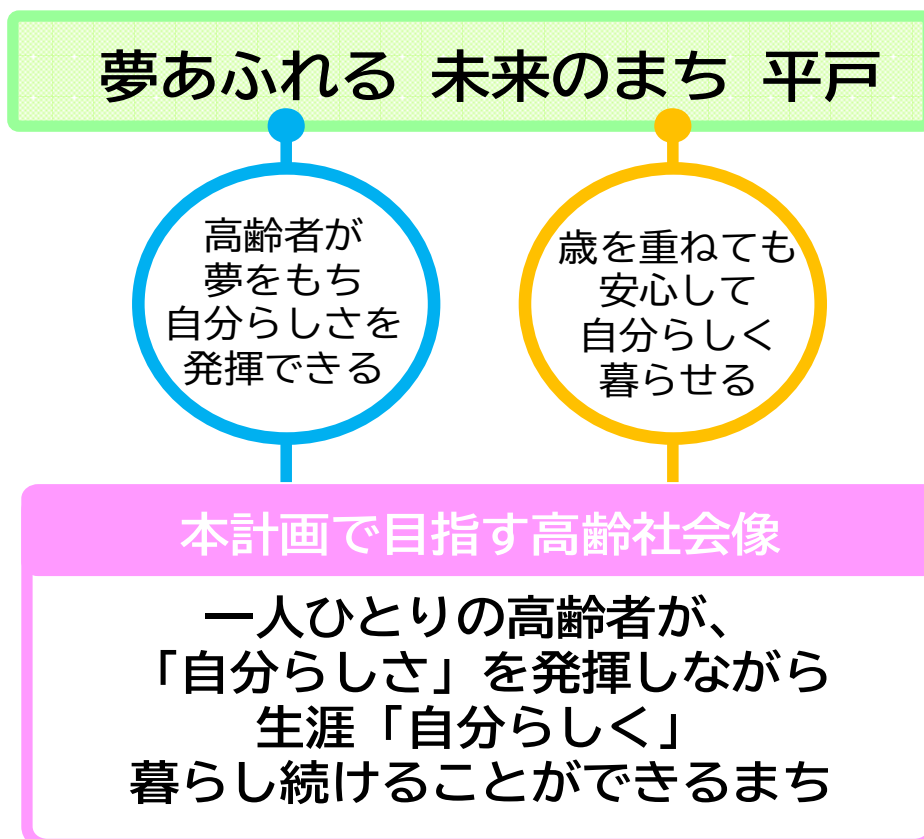 夢あふれる 未来のまち 平戸
高齢者が
夢をもち
自分らしさを
発揮できる
歳を重ねても
安心して
自分らしく
暮らせる
本計画で目指す高齢社会像
一人ひとりの高齢者が、
「自分らしさ」を発揮しながら
生涯「自分らしく」
暮らし続けることができるまち